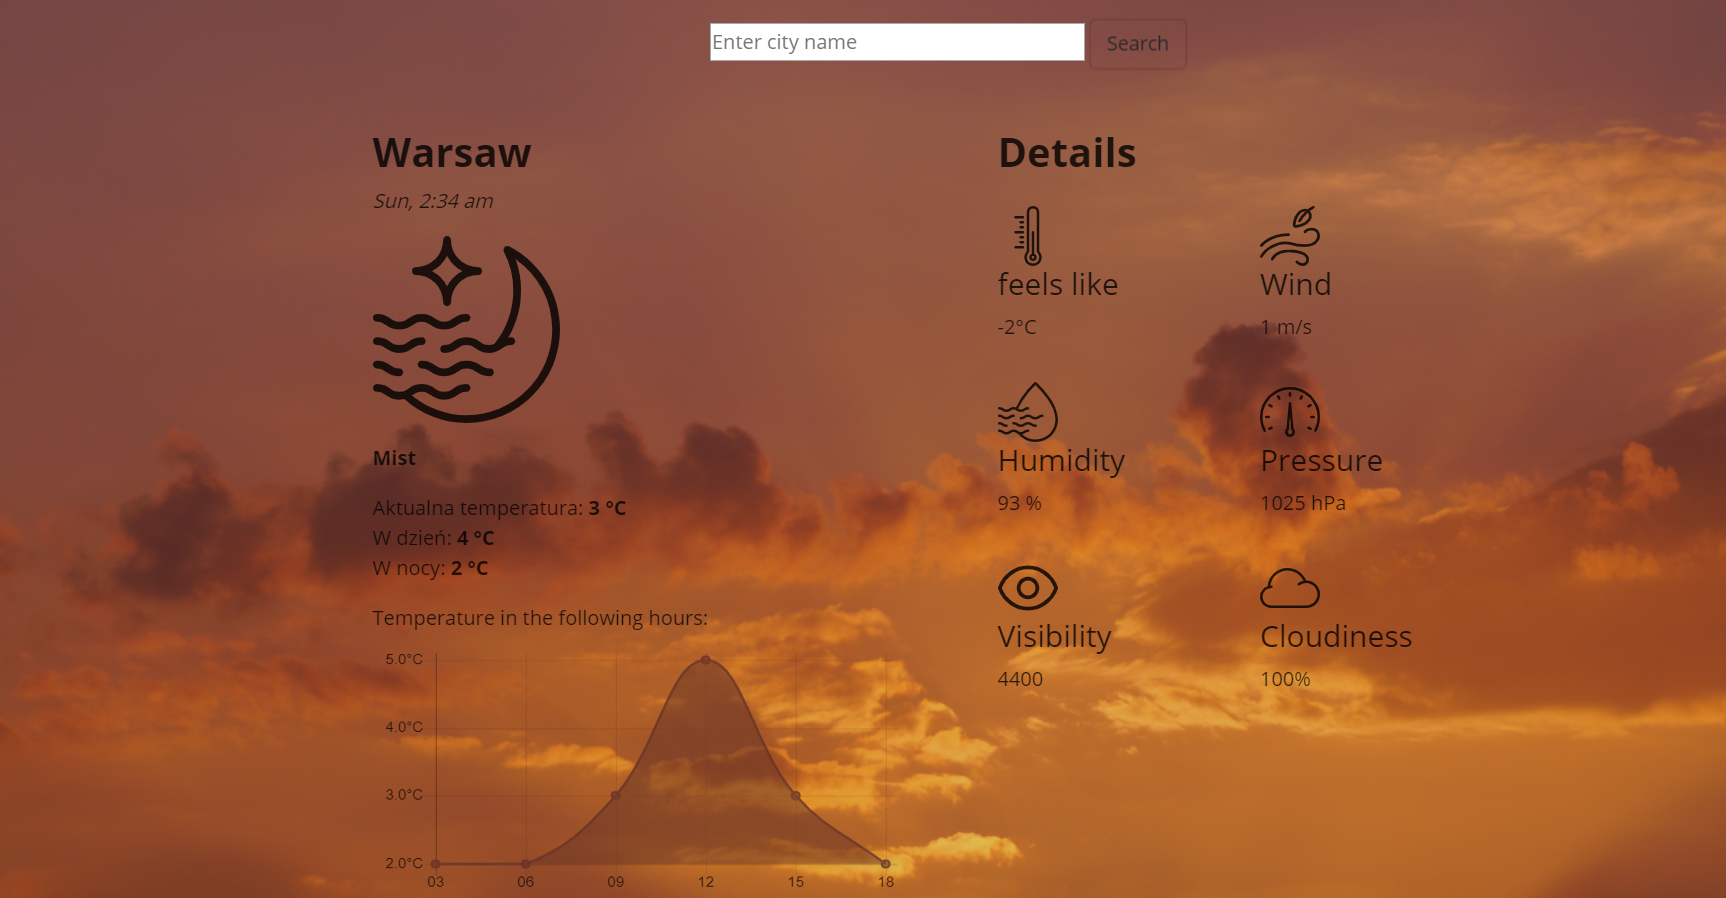 Enter city name
Search
Warsaw
Sun, 2:34 am
Mist
Aktualna temperatura: 3 °C
W dzień: 4 °C
W nocy: 2 °C
Temperature in the following hours:
5.0°C
4.0°C
3.0°C
2.0°C
03 06 09 12 15 18
Details
feels like
-2°C
Wind
1 m/s
Humidity
93 %
Pressure
1025 hPa
Visibility
4400
Cloudiness
100%